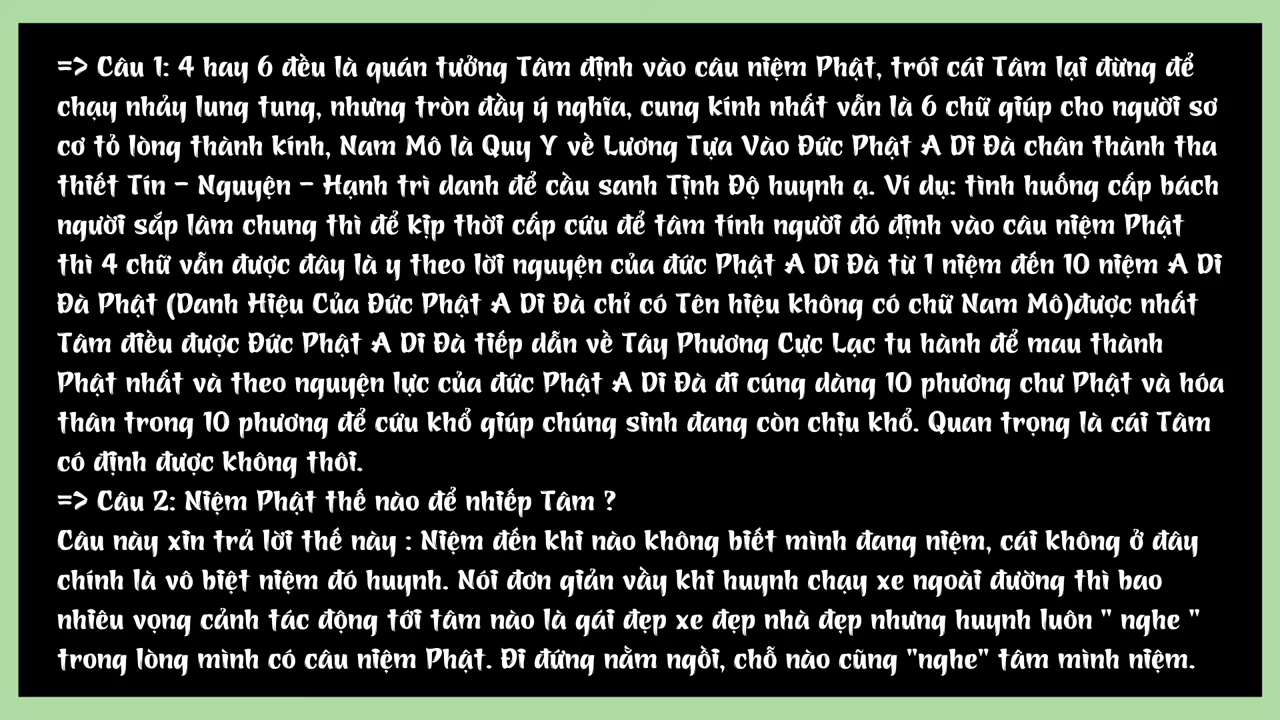 => Câu 1: 4 hay 6 đều là quán tưởng Tâm định vào câu niệm Phật, trói cái Tâm lại đừng để
chạy nhảy lung tung, nhưng tròn đầy ý nghĩa, cung kính nhất vẫn là 6 chữ giúp cho người sơ
cơ tỏ lòng thành kính, Nam Mô là Quy Y về Lương Tựa Vào Đức Phật A Di Đà chân thành tha
thiết Tín – Nguyện – Hạnh trì danh để cầu sanh Tịnh Độ huynh ạ. Ví dụ: tình huống cấp bách
người sắp lâm chung thì để kịp thời cấp cứu để tâm tính người đó định vào câu niệm Phật
thì 4 chữ vẫn được đây là y theo lời nguyện của đức Phật A Di Đà từ 1 niệm đến 10 niệm A Di
Đà Phật (Danh Hiệu Của Đức Phật A Di Đà chỉ có Tên hiệu không có chữ Nam Mô)được nhất
Tâm điều được Đức Phật A Di Đà tiếp dẫn về Tây Phương Cực Lạc tu hành để mau thành
Phật nhất và theo nguyện lực của đức Phật A Di Đà đi cúng dàng 10 phương chư Phật và hóa
thân trong 10 phương để cứu khổ giúp chúng sinh đang còn chịu khổ. Quan trọng là cái Tâm
có định được không thôi.
=> Câu 2: Niệm Phật thế nào để nhiếp Tâm ?
Câu này xin trả lời thế này : Niệm đến khi nào không biết mình đang niệm, cái không ở đây
chính là vô biệt niệm đó huynh. Nói đơn giản vầy khi huynh chạy xe ngoài đường thì bao
nhiêu vọng cảnh tác động tới tâm nào là gái đẹp xe đẹp nhà đẹp nhưng huynh luôn " nghe "
trong lòng mình có câu niệm Phật. Đi đứng nằm ngồi, chỗ nào cũng "nghe" tâm mình niệm.